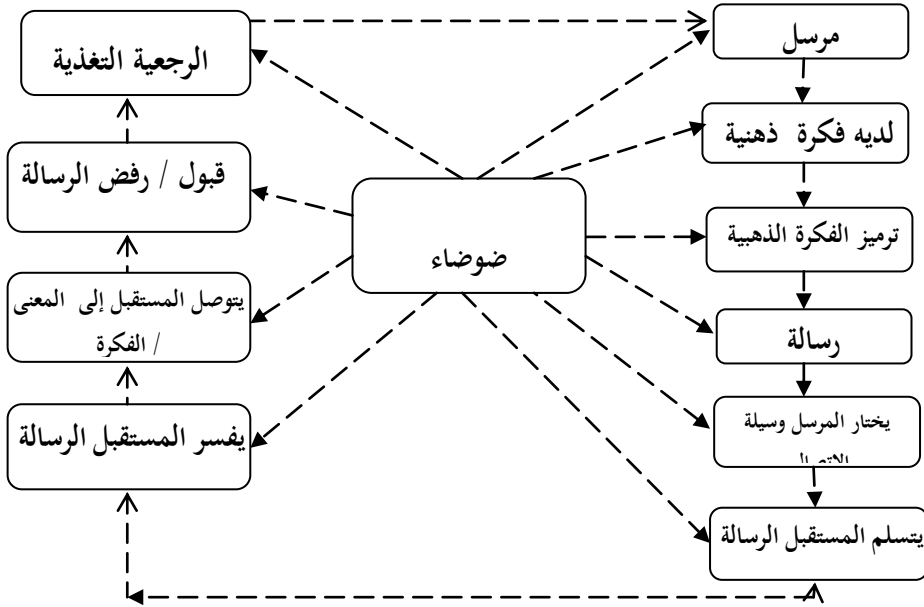 مرسل
لديه فكرة ذهنية
ترميز الفكرة الذهبية
رسالة
يختار المرسل وسيلة
يتسلم المستقبل الرسالة
ضوضاء
الرجعية التغذية
قبول / رفض الرسالة
يتوصل المستقبل إلى المعنى
/ الفكرة
يفسر المستقبل الرسالة